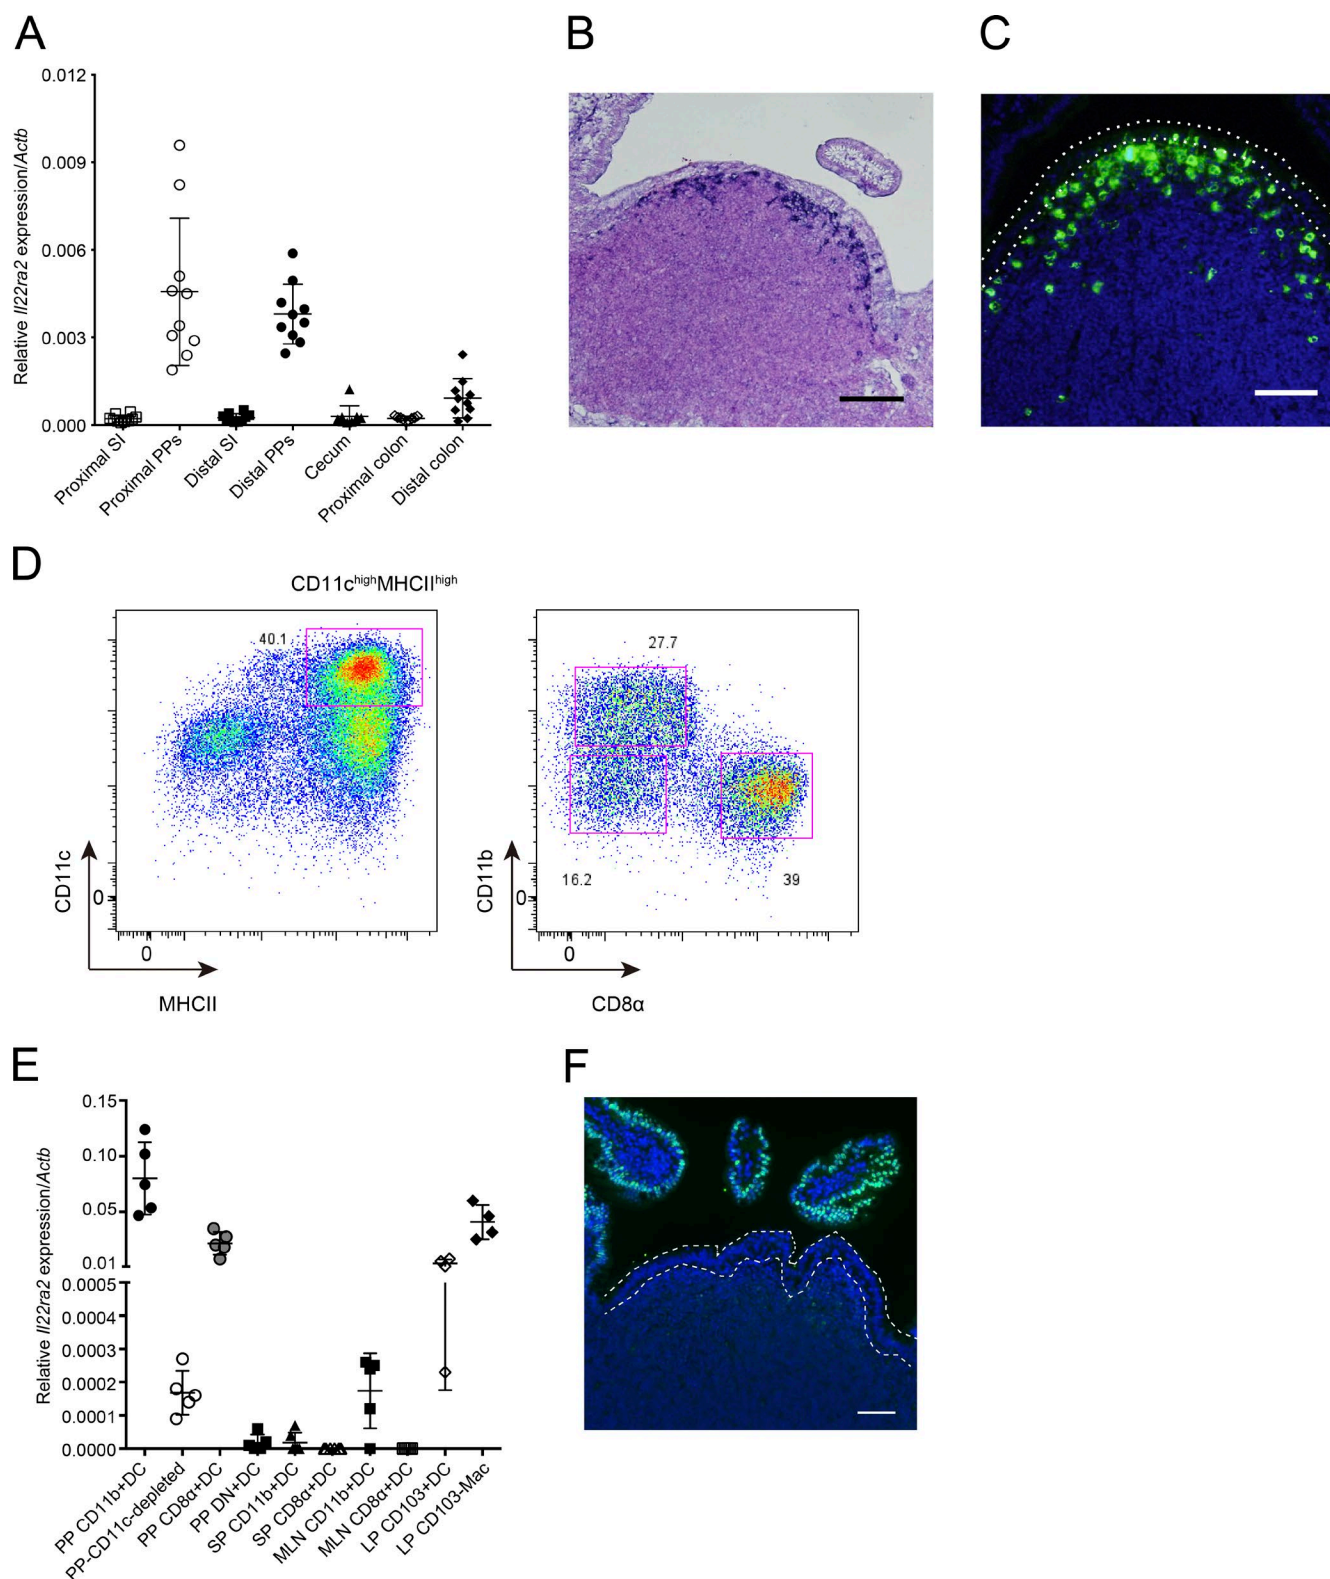 A
B
C
Relative Il22ra2 expression/Actb
0.012
0.009
0.006
0.003
0.000
Proximal SI
Proximal PPs
Distal SI
Distal PPs
Cecum
Proximal colon
Distal colon
D
CD11chighMHCIIhigh
40.1
CD11c
0
0
MHCII
27.7
16.2
39
CD11b
0
0
CD8α
E
Relative Il22ra2 expression/Actb
0.15
0.10
0.05
0.01
0.0005
0.0004
0.0003
0.0002
0.0001
0.0000
PP CD11b+DC
PP-CD11c-depleted
PP CD8α+DC
PP DN+DC
SP CD11b+DC
SP CD8α+DC
MLN CD11b+DC
MLN CD8α+DC
LP CD103+DC
LP CD103-Mac
F